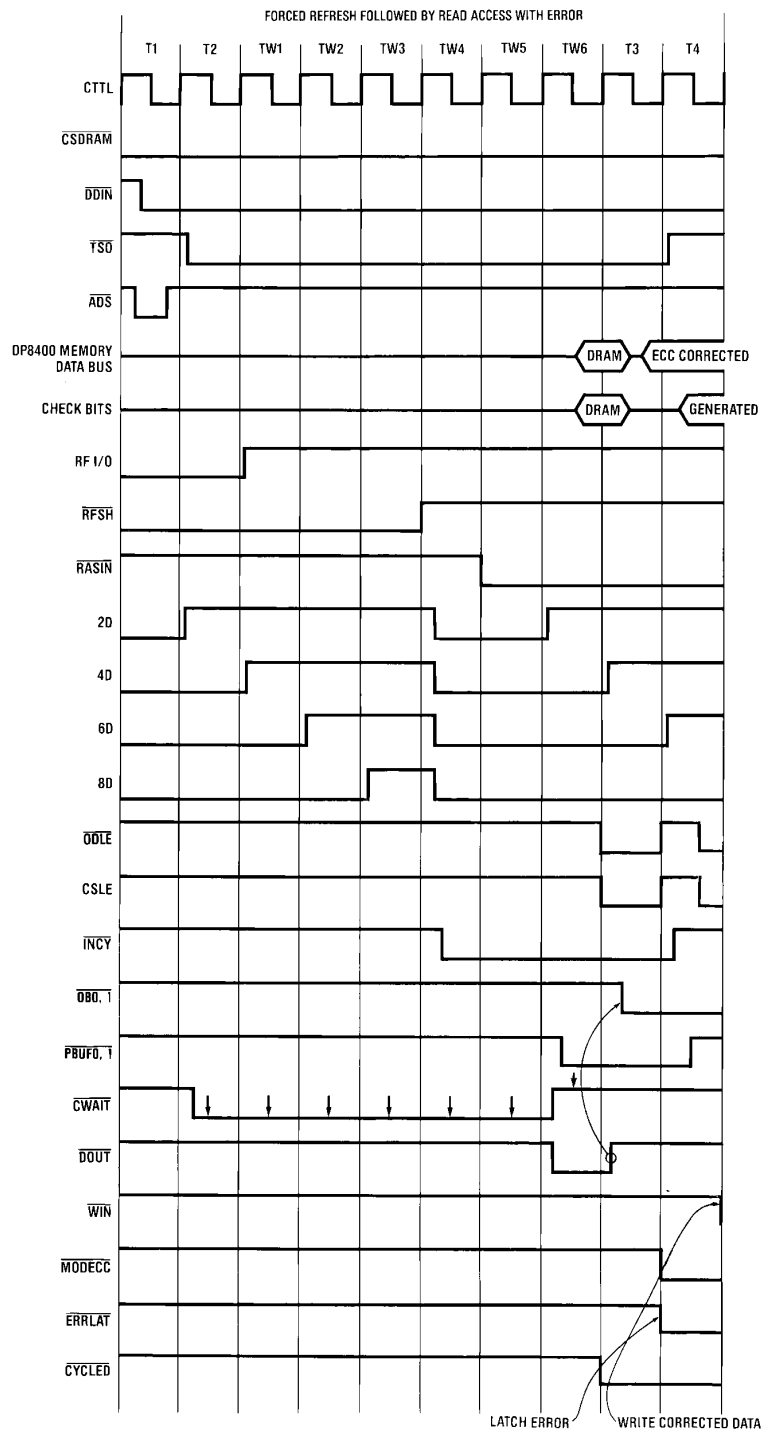 FORCED REFRESH FOLLOWED BY READ ACCESS WITH ERROR
T1 T2 TW1 TW2 TW3 TW4 TW5 TW6 T3 T4
CTTL
CSDRAM
DDIN
TSO
ADS
DP8400 MEMORY
DATA BUS
DRAM
ECC CORRECTED
CHECK BITS
DRAM
GENERATED
RF I/O
RFSH
RASIN
2D
4D
6D
8D
ODLE
CSLE
INCY
OB0, 1
PBUF0, 1
CWAIT
DOUT
WIN
MODECC
ERRLAT
CYCLED
LATCH ERROR
WRITE CORRECTED DATA